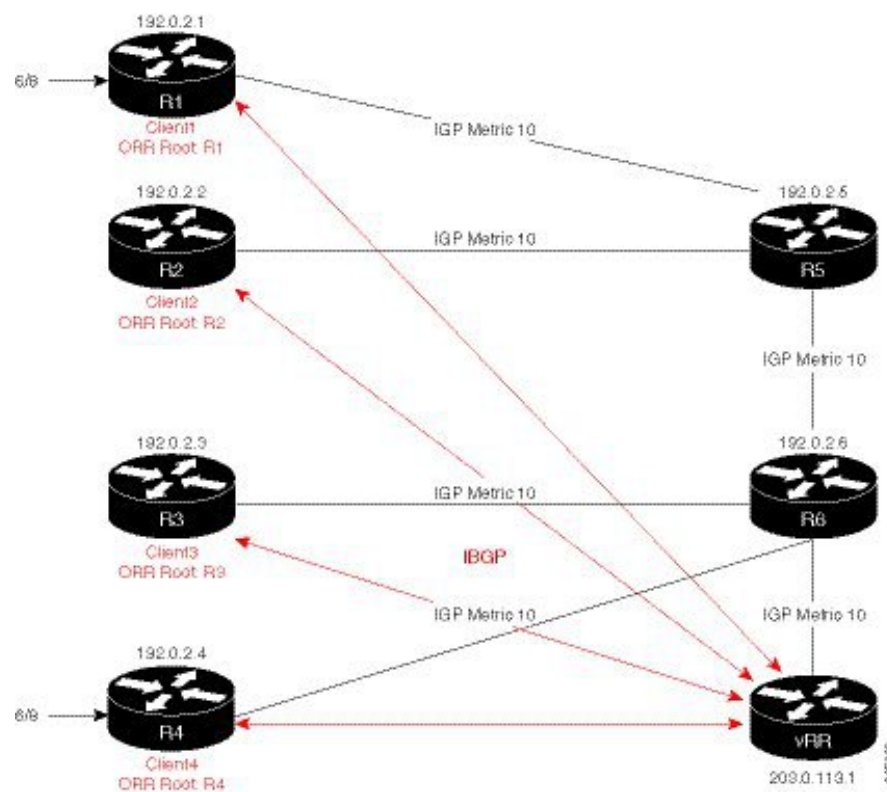 192.0.2.1
6/8
R1
Client1
ORR Root: R1
IGP Metric 10
192.0.2.2
192.0.2.5
IGP Metric 10
R2
R5
Client2
ORR Root: R2
IGP Metric 10
192.0.2.3
192.0.2.6
IGP Metric 10
R3
R6
Client3
ORR Root: R3
IBGP
IGP Metric 10
IGP Metric 10
192.0.2.4
6/9
R4
vRR
Client4
ORR Root: R4
203.0.113.1